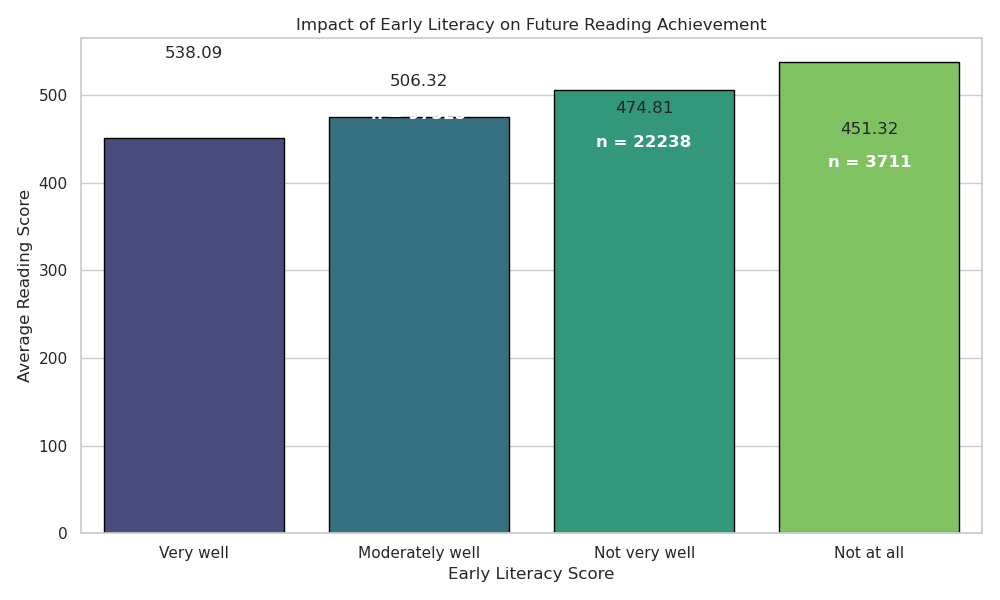 Impact of Early Literacy on Future Reading Achievement
538.09
506.32
474.81
451.32
n = 22238
n = 3711
500
400
300
200
100
0
Average Reading Score
Very well
Moderately well
Not very well
Not at all
Early Literacy Score